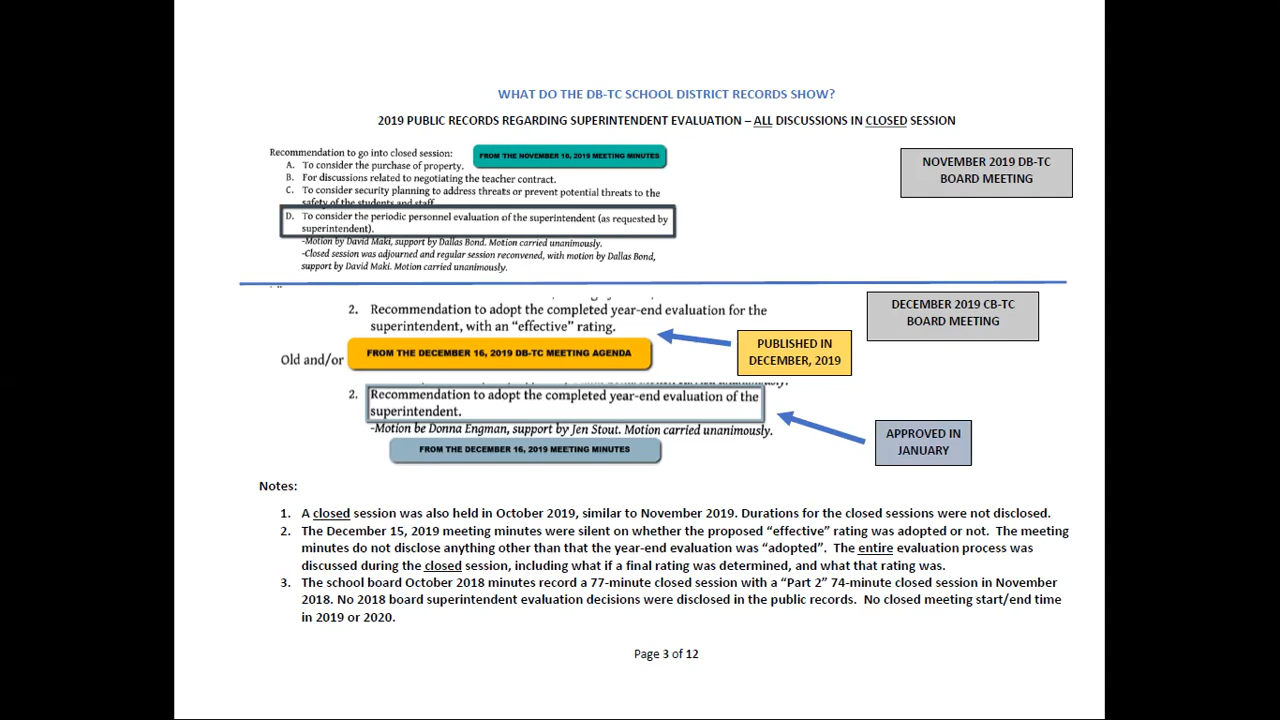 WHAT DO THE DB-TC SCHOOL DISTRICT RECORDS SHOW?
2019 PUBLIC RECORDS REGARDING SUPERINTENDENT EVALUATION – ALL DISCUSSIONS IN CLOSED SESSION
Recommendation to go into closed session:
FROM THE NOVEMBER 18, 2019 MEETING MINUTES
A. To consider the purchase of property.
B. For discussions related to negotiating the teacher contract.
C. To consider security planning to address threats or prevent potential threats to the
safety of the students and staff.
D. To consider the periodic personnel evaluation of the superintendent (as requested by
superintendent).
-Motion by David Maki, support by Dallas Bond. Motion carried unanimously.
-Closed session was adjourned and regular session reconvened, with motion by Dallas Bond,
support by David Maki. Motion carried unanimously.
NOVEMBER 2019 DB-TC
BOARD MEETING
2. Recommendation to adopt the completed year-end evaluation for the
superintendent, with an “effective” rating.
Old and/or
FROM THE DECEMBER 16, 2019 DB-TC MEETING AGENDA
PUBLISHED IN
DECEMBER, 2019
DECEMBER 2019 CB-TC
BOARD MEETING
2. Recommendation to adopt the completed year-end evaluation of the
superintendent.
-Motion be Donna Engman, support by Jen Stout. Motion carried unanimously.
FROM THE DECEMBER 16, 2019 MEETING MINUTES
APPROVED IN
JANUARY
Notes:
1. A closed session was also held in October 2019, similar to November 2019. Durations for the closed sessions were not disclosed.
2. The December 15, 2019 meeting minutes were silent on whether the proposed “effective” rating was adopted or not. The meeting
minutes do not disclose anything other than that the year-end evaluation was “adopted”. The entire evaluation process was
discussed during the closed session, including what if a final rating was determined, and what that rating was.
3. The school board October 2018 minutes record a 77-minute closed session with a “Part 2” 74-minute closed session in November
2018. No 2018 board superintendent evaluation decisions were disclosed in the public records. No closed meeting start/end time
in 2019 or 2020.
Page 3 of 12